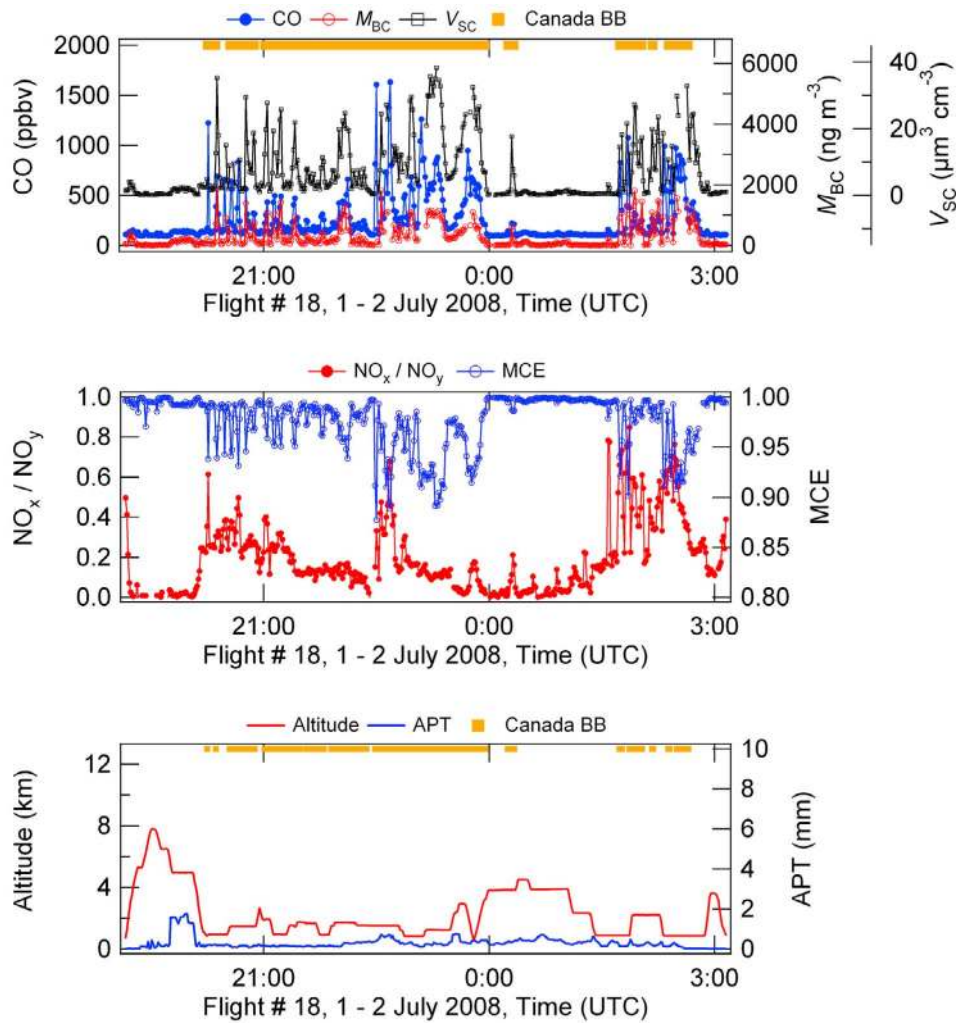 CO M_BC V_SC Canada BB
2000
1500
1000
500
0
CO (ppbv)
6000
4000
2000
0
M_BC (ng m⁻³)
40
20
0
V_SC (µm³ cm⁻³)
21:00 0:00 3:00
Flight # 18, 1 - 2 July 2008, Time (UTC)
NO_x / NO_y MCE
1.0
0.8
0.6
0.4
0.2
0.0
NO_x / NO_y
1.00
0.95
0.90
0.85
0.80
MCE
21:00 0:00 3:00
Flight # 18, 1 - 2 July 2008, Time (UTC)
Altitude APT Canada BB
12
8
4
0
Altitude (km)
10
8
6
4
2
0
APT (mm)
21:00 0:00 3:00
Flight # 18, 1 - 2 July 2008, Time (UTC)